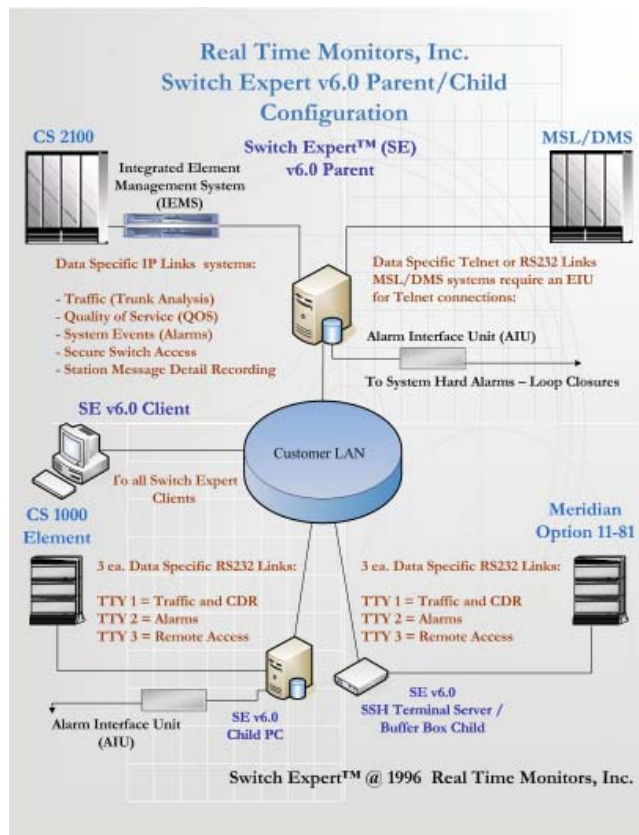 Real Time Monitors, Inc.
Switch Expert v6.0 Parent/Child
Configuration
CS 2100
Switch Expert™ (SE)
v6.0 Parent
MSL/DMS
Integrated Element
Management System
(IEMS)
Data Specific IP Links systems:
- Traffic (Trunk Analysis)
- Quality of Service (QOS)
- System Events (Alarms)
- Secure Switch Access
- Station Message Detail Recording
Data Specific Telnet or RS232 Links
MSL/DMS systems require an EIU
for Telnet connections:
Alarm Interface Unit (AIU)
To System Hard Alarms – Loop Closures
SE v6.0 Client
Customer LAN
To all Switch Expert
Clients
CS 1000
Element
3 ea. Data Specific RS232 Links:
TTY 1 = Traffic and CDR
TTY 2 = Alarms
TTY 3 = Remote Access
Meridian
Option 11-81
3 ea. Data Specific RS232 Links:
TTY 1 = Traffic and CDR
TTY 2 = Alarms
TTY 3 = Remote Access
Alarm Interface Unit
(AIU)
SE v6.0
Child PC
SE v6.0
SSH Terminal Server /
Buffer Box Child
Switch Expert™ @ 1996 Real Time Monitors, Inc.